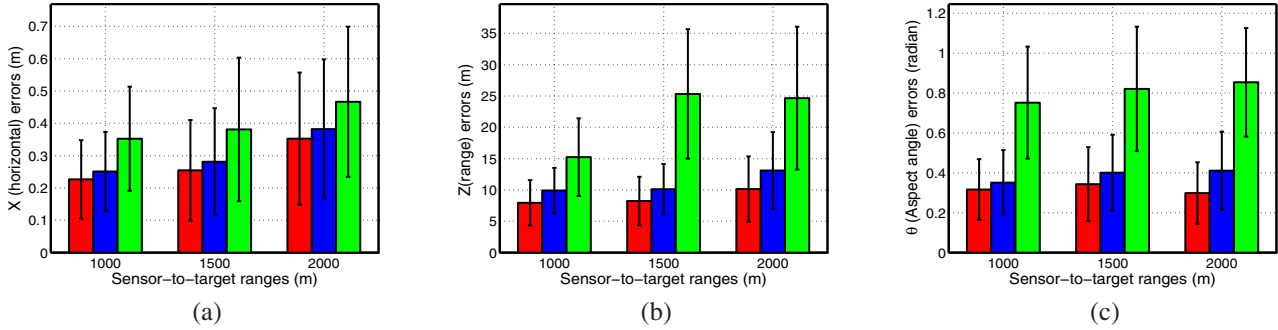 X (horizontal) errors (m)
0.7
0.6
0.5
0.4
0.3
0.2
0.1
0
1000 1500 2000
Sensor−to−target ranges (m)
(a)
Z(range) errors (m)
35
30
25
20
15
10
5
0
1000 1500 2000
Sensor−to−target ranges (m)
(b)
θ (Aspect angle) errors (radian)
1.2
1
0.8
0.6
0.4
0.2
0
1000 1500 2000
Sensor−to−target ranges (m)
(c)